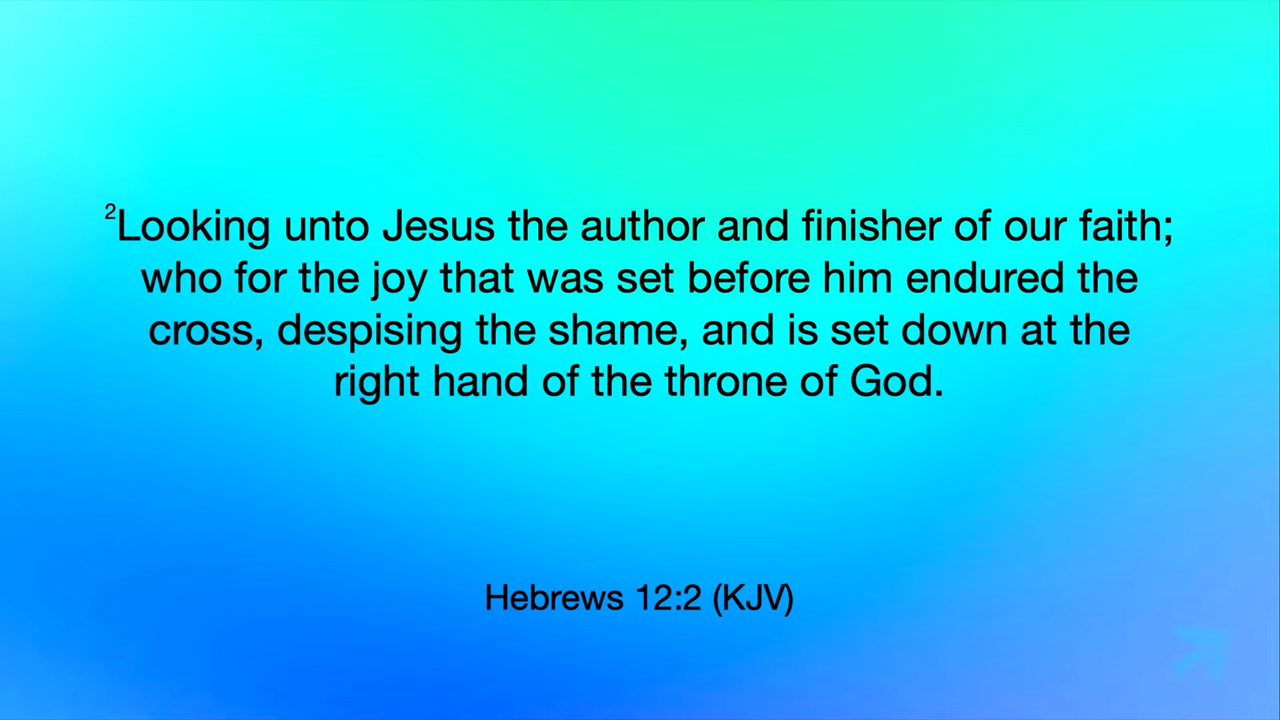 ²Looking unto Jesus the author and finisher of our faith;
who for the joy that was set before him endured the
cross, despising the shame, and is set down at the
right hand of the throne of God.
Hebrews 12:2 (KJV)